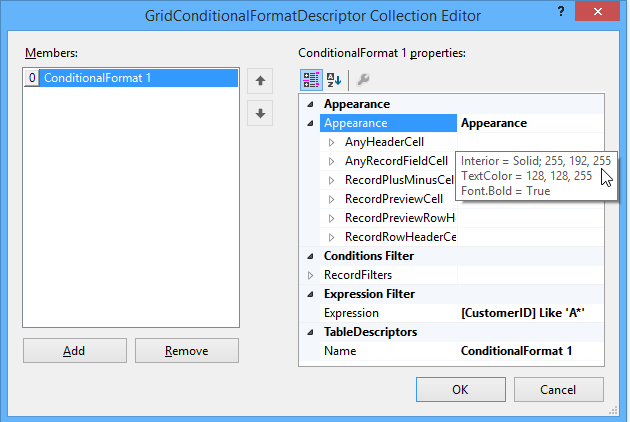 GridConditionalFormatDescriptor Collection Editor
?
Members:
0 ConditionalFormat 1
Add
Remove
ConditionalFormat 1 properties:
Appearance
Appearance Appearance
AnyHeaderCell
AnyRecordFieldCell
Interior = Solid; 255, 192, 255
TextColor = 128, 128, 255
Font.Bold = True
RecordPlusMinusCell
RecordPreviewCell
RecordPreviewRowH
RecordRowHeaderCe
Conditions Filter
RecordFilters
Expression Filter
Expression [CustomerID] Like 'A*'
TableDescriptors
Name ConditionalFormat 1
OK
Cancel